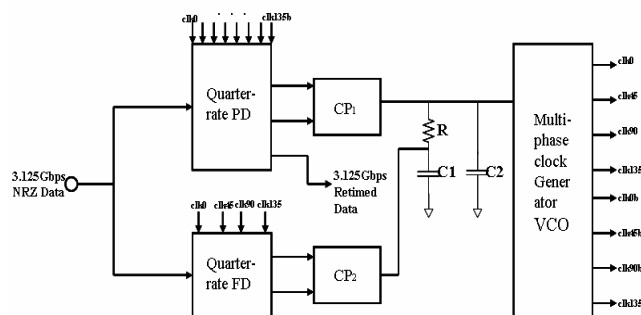 clk0
clk135b
Quarter-
rate PD
CP1
R
C1
C2
Multi-
phase
clock
Gener
ator
VCO
clk0
clk45
clk90
clk135
clk0b
clk45b
clk90b
clk135
3.125Gbps
NRZ Data
3.125Gbps
Retimed
Data
clk0
clk45
clk90
clk135
Quarter-
rate FD
CP2